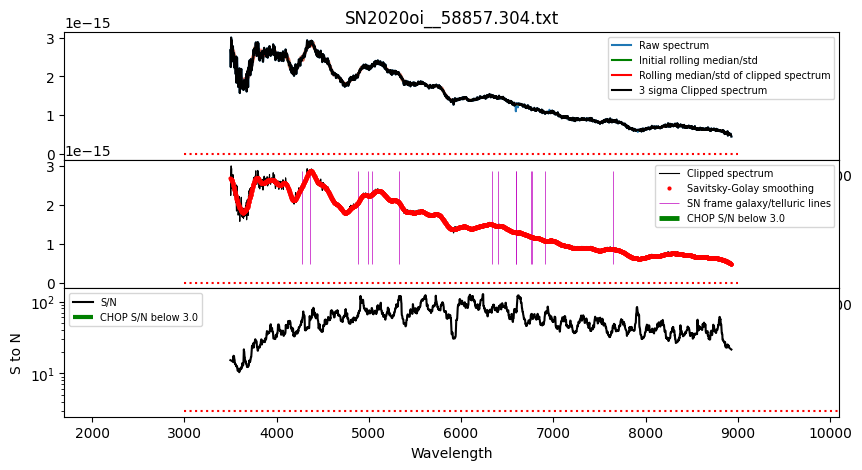 SN2020oi__58857.304.txt
1e−15
3
2
1
0
Raw spectrum
Initial rolling median/std
Rolling median/std of clipped spectrum
3 sigma Clipped spectrum
1e−15
3
2
1
0
Clipped spectrum
Savitsky-Golay smoothing
SN frame galaxy/telluric lines
CHOP S/N below 3.0
S to N
10²
10¹
S/N
CHOP S/N below 3.0
2000 3000 4000 5000 6000 7000 8000 9000 10000
Wavelength